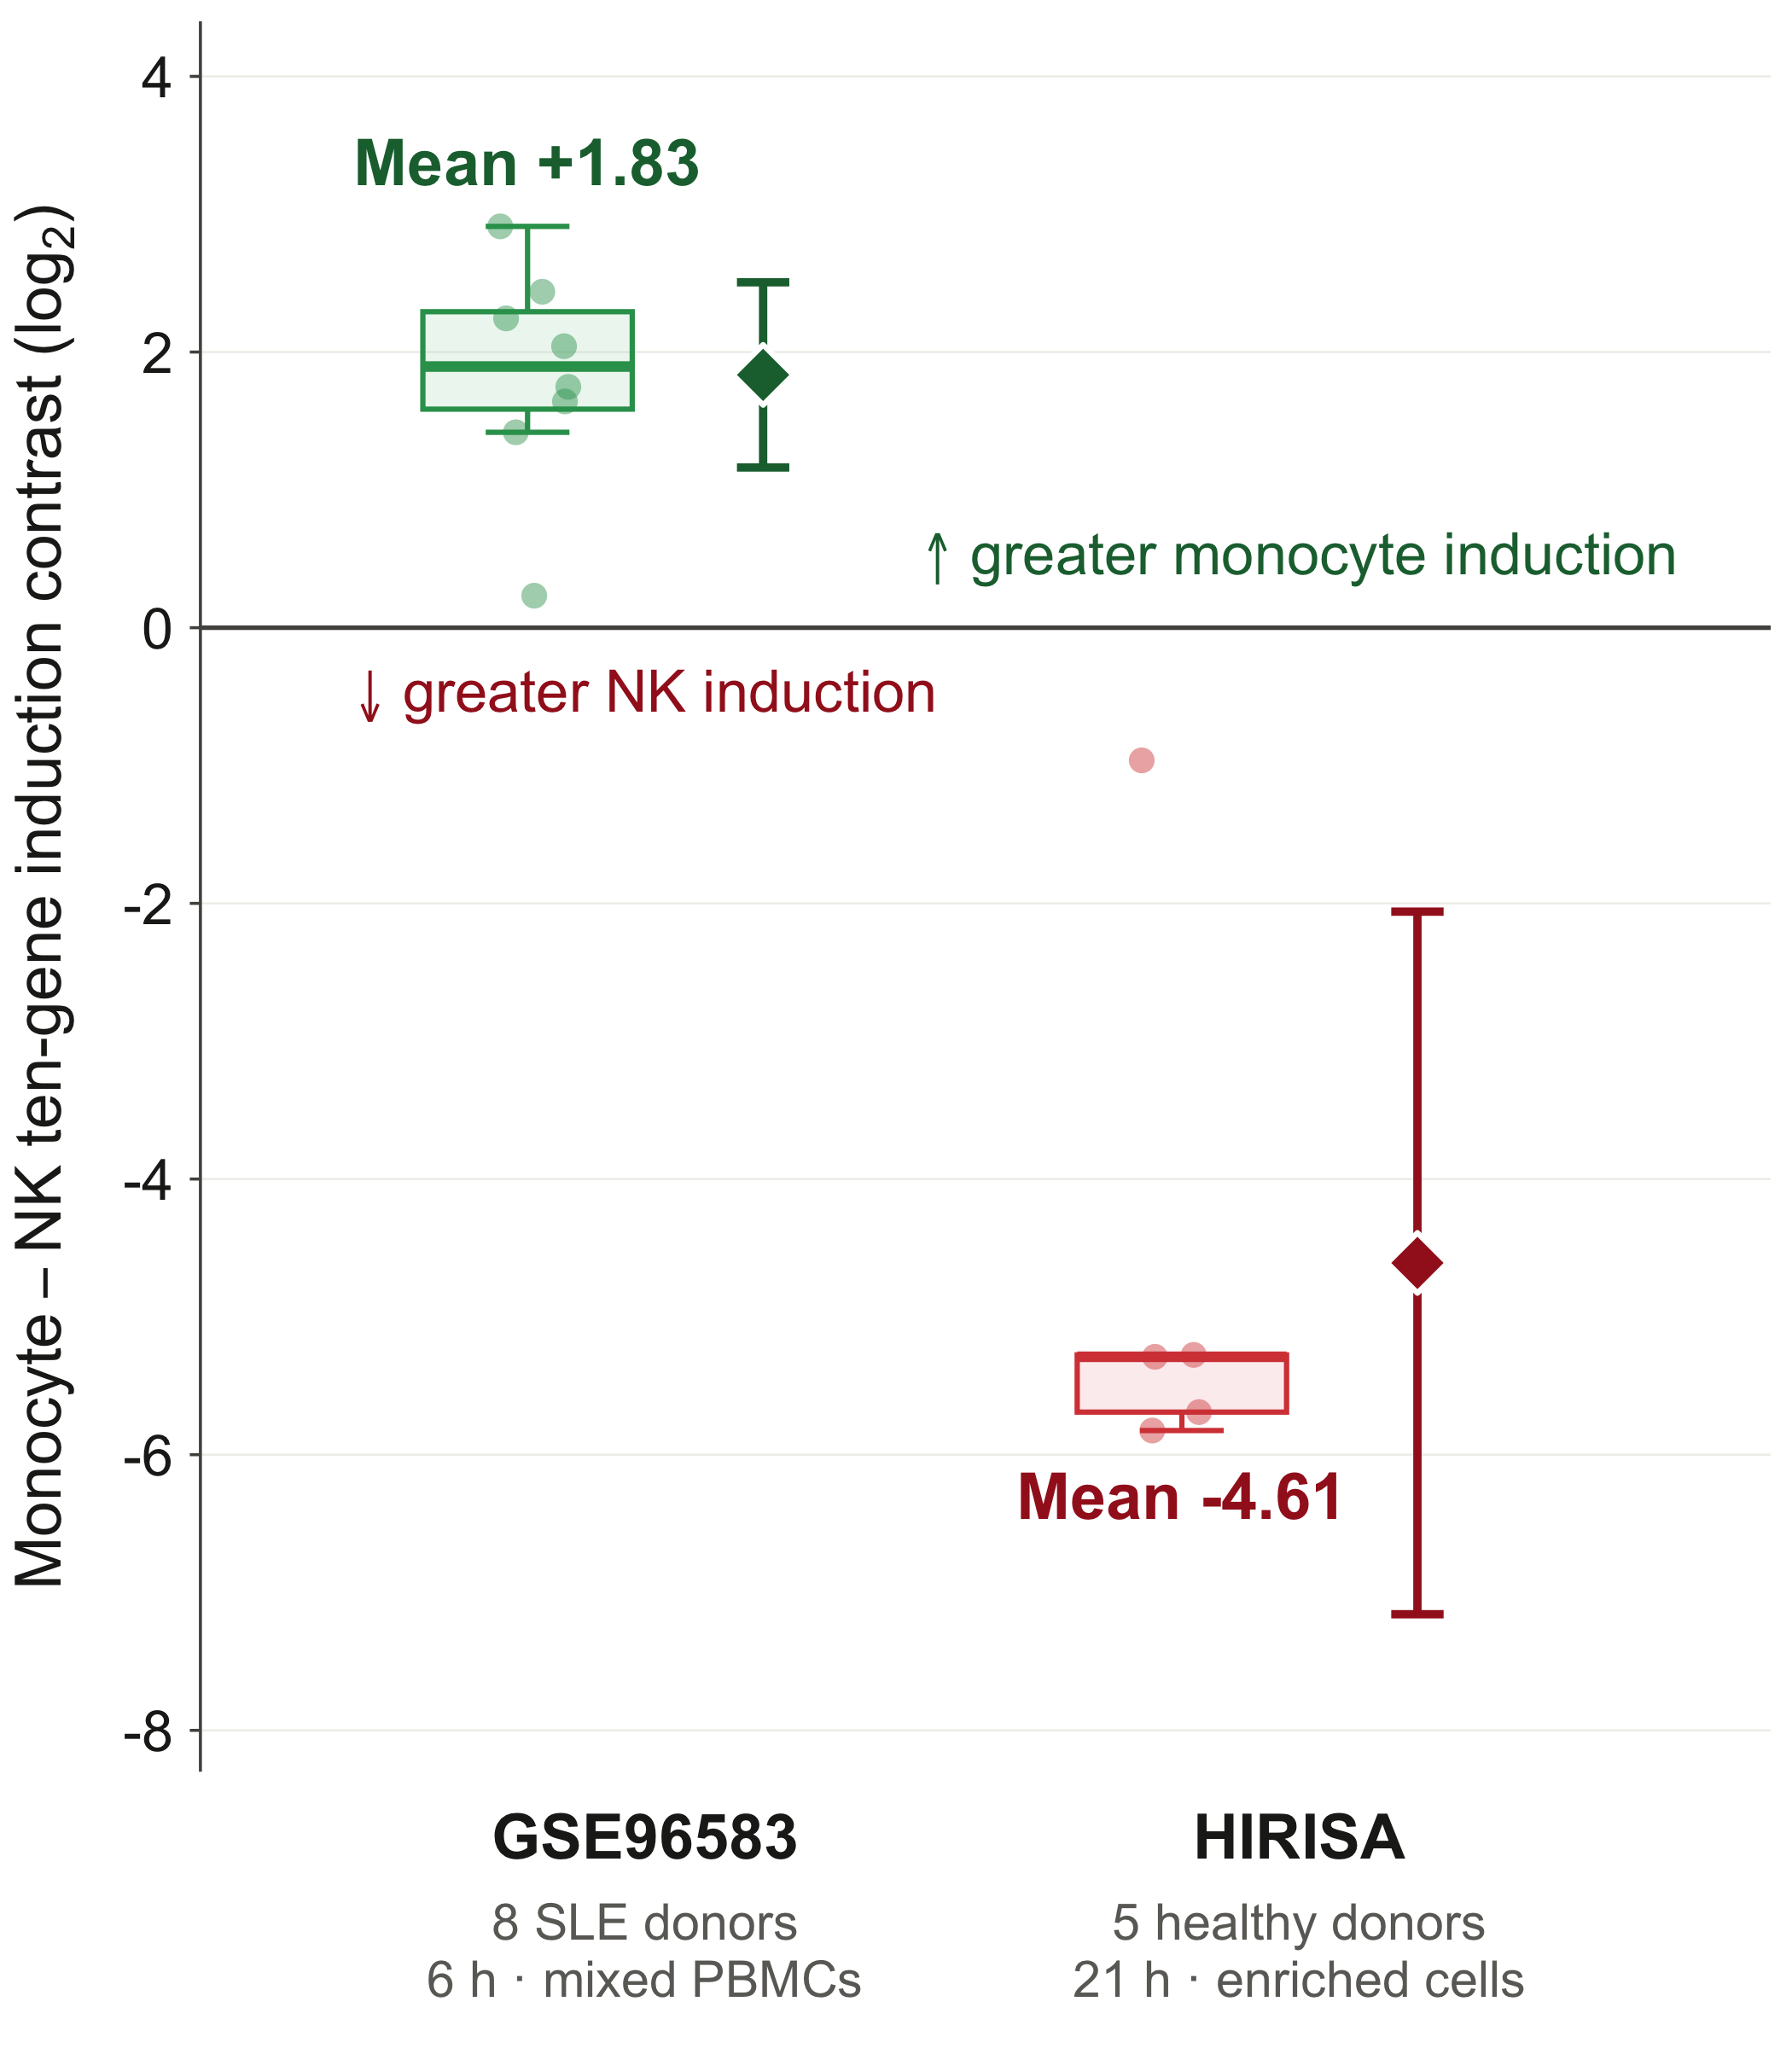 Monocyte – NK ten-gene induction contrast (log₂)
4
2
0
-2
-4
-6
-8
Mean +1.83
↑ greater monocyte induction
↓ greater NK induction
Mean -4.61
GSE96583
8 SLE donors
6 h · mixed PBMCs
HIRISA
5 healthy donors
21 h · enriched cells